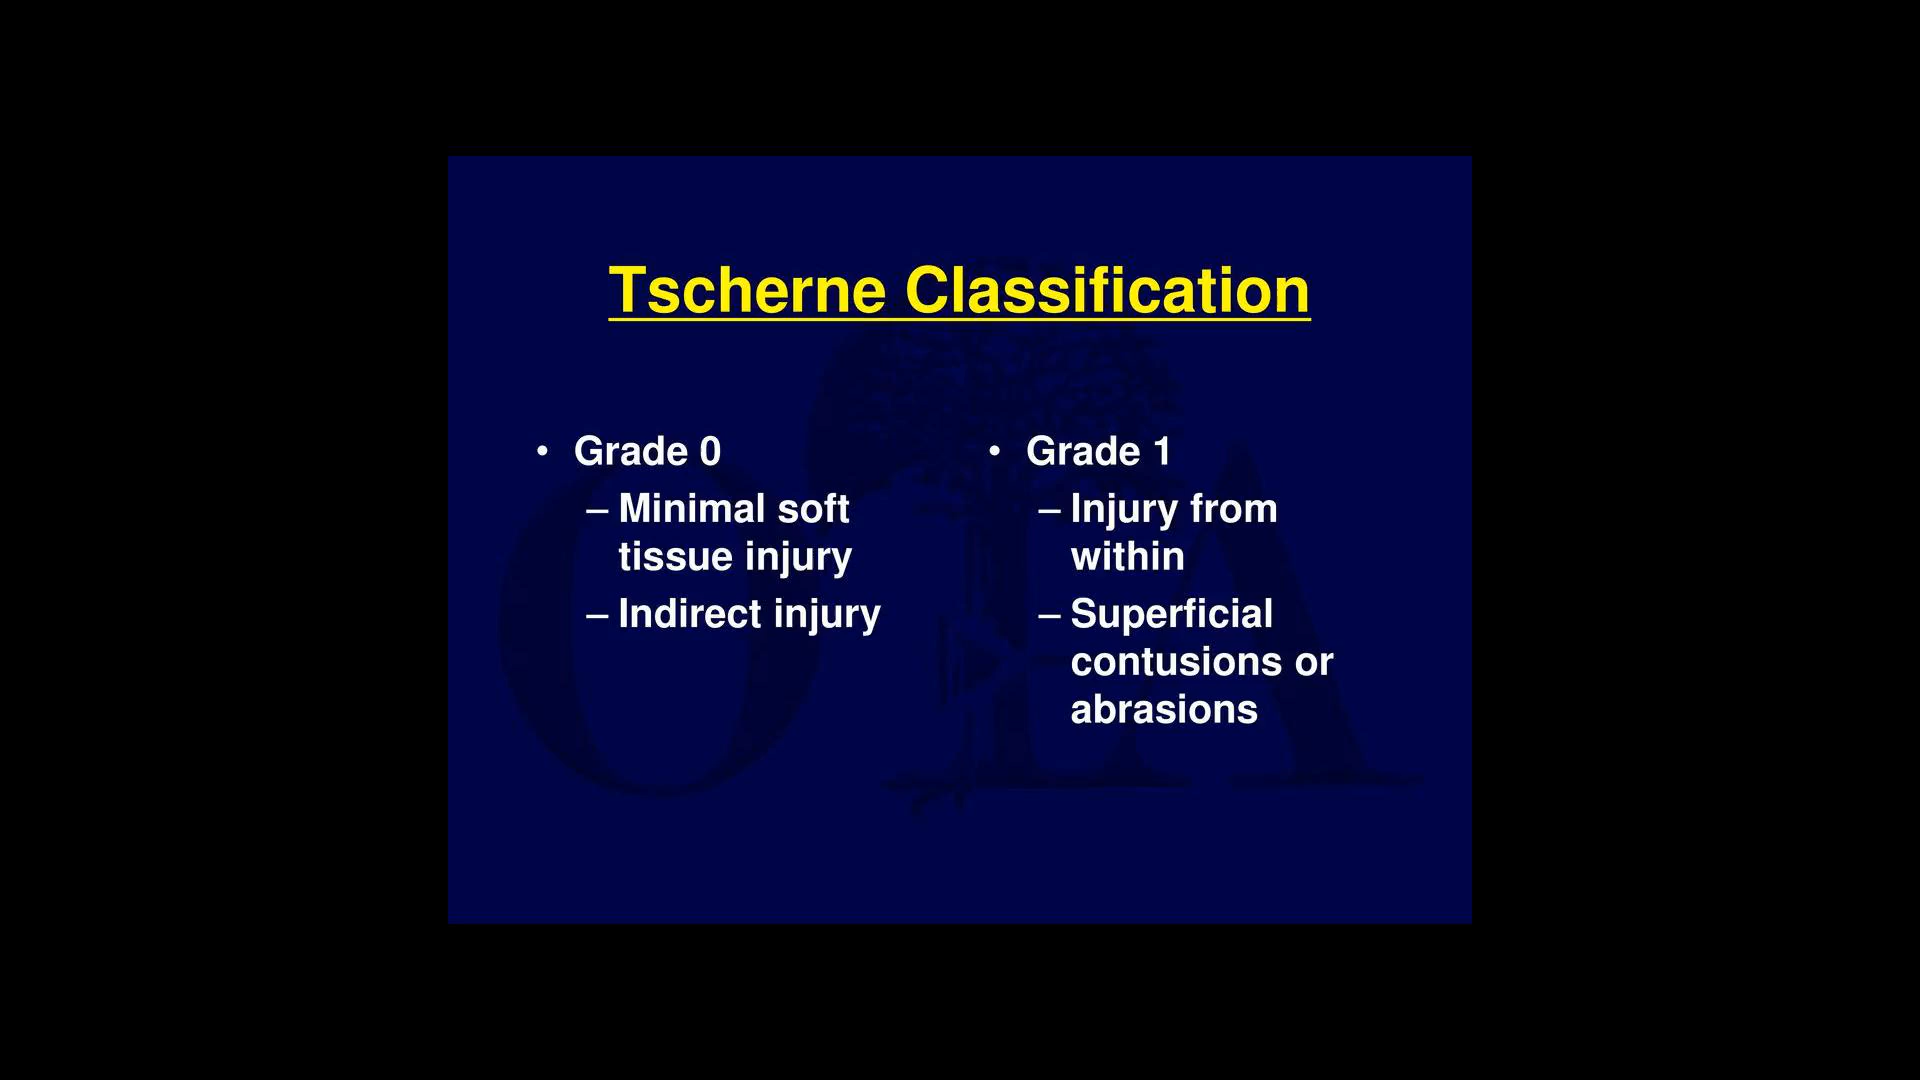 Tscherne Classification
• Grade 0
– Minimal soft
tissue injury
– Indirect injury
• Grade 1
– Injury from
within
– Superficial
contusions or
abrasions
OTA